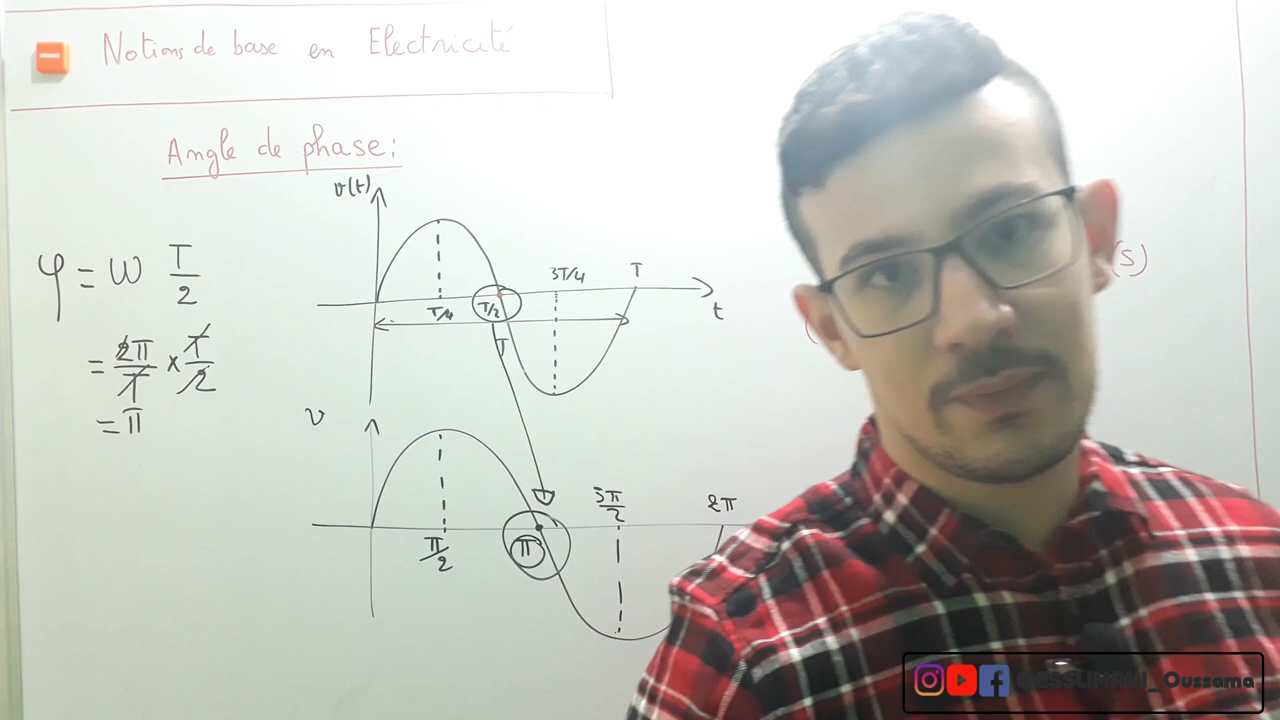 Notions de base en Electricité
Angle de phase:
v(t)
φ = ω T/2
= 2π/T × T/2
= π
T/4
T/2
3T/4
T
t
T
(S)
v
π/2
π
3π/2
2π
@ESSLIMANI_Oussama